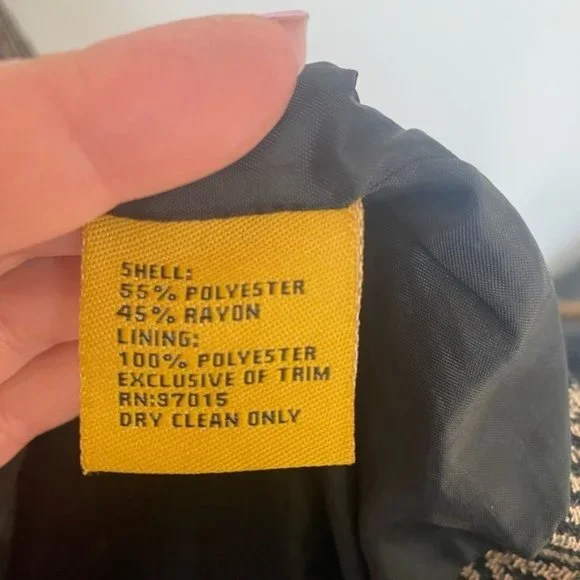 SHELL:
55% POLYESTER
45% RAYON
LINING:
100% POLYESTER
EXCLUSIVE OF TRIM
RN:97015
DRY CLEAN ONLY